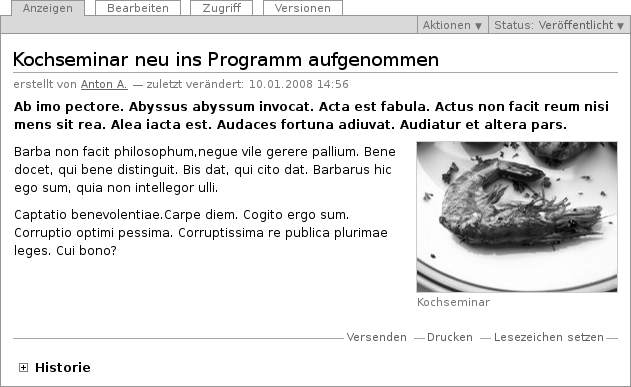 Anzeigen Bearbeiten Zugriff Versionen
Aktionen ▼ Status: Veröffentlicht ▼
Kochseminar neu ins Programm aufgenommen
erstellt von Anton A. — zuletzt verändert: 10.01.2008 14:56
Ab imo pectore. Abyssus abyssum invocat. Acta est fabula. Actus non facit reum nisi
mens sit rea. Alea iacta est. Audaces fortuna adiuvat. Audiatur et altera pars.
Barba non facit philosophum,negue vile gerere pallium. Bene
docet, qui bene distinguit. Bis dat, qui cito dat. Barbarus hic
ego sum, quia non intellegor ulli.
Captatio benevolentiae.Carpe diem. Cogito ergo sum.
Corruptio optimi pessima. Corruptissima re publica plurimae
leges. Cui bono?
Kochseminar
Versenden — Drucken — Lesezeichen setzen —
Historie